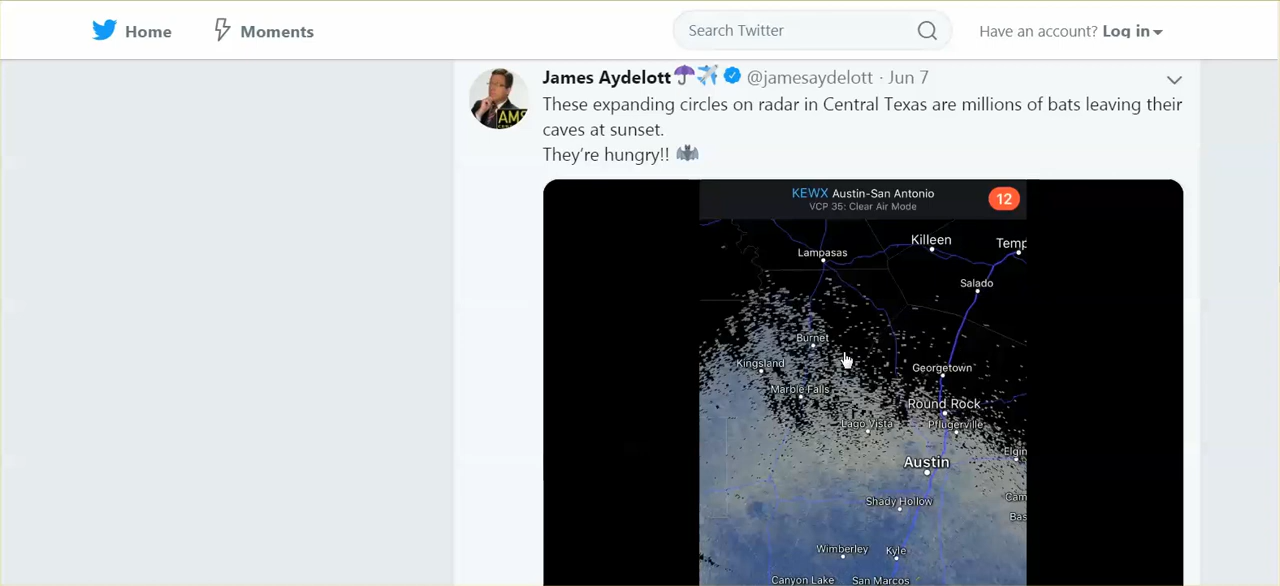 Home
Moments
Search Twitter
Have an account? Log in
James Aydelott @jamesaydelott · Jun 7
These expanding circles on radar in Central Texas are millions of bats leaving their
caves at sunset.
They’re hungry!!
AMS
KEWX Austin-San Antonio
VCP 35: Clear Air Mode
12
Killeen
Temp
Lampasas
Salado
Burnet
Kingsland
Georgetown
Marble Falls
Round Rock
Lago Vista
Pflugerville
Elgin
Austin
Cam
Shady Hollow
Bas
Wimberley
Kyle
Canyon Lake
San Marcos